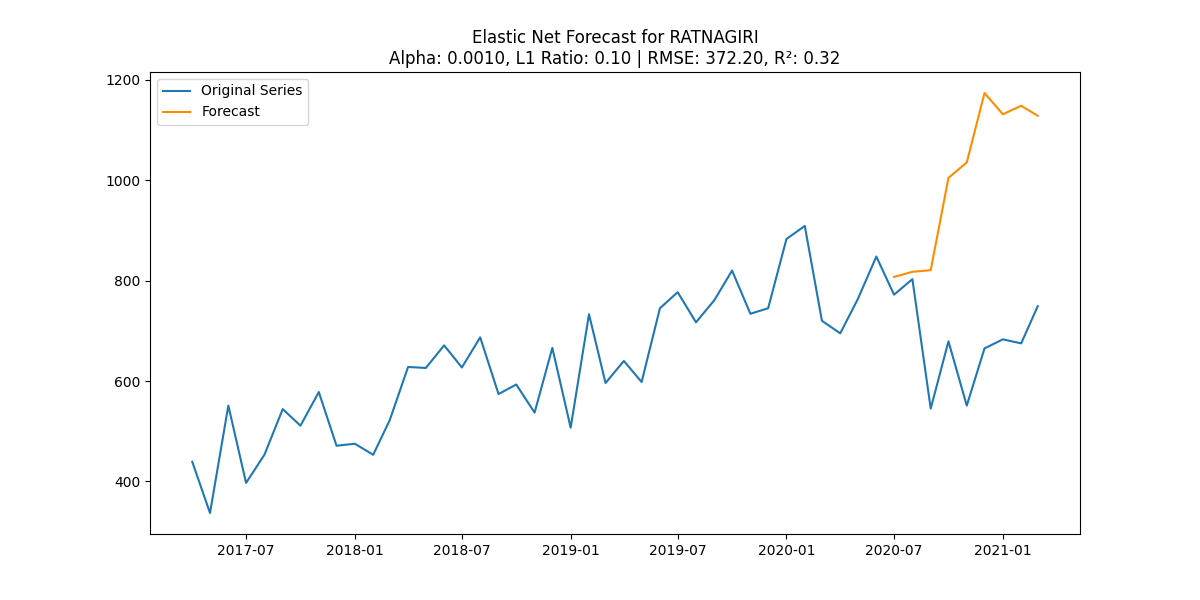 Elastic Net Forecast for RATNAGIRI
Alpha: 0.0010, L1 Ratio: 0.10 | RMSE: 372.20, R²: 0.32
Original Series
Forecast
1200
1000
800
600
400
2017-07 2018-01 2018-07 2019-01 2019-07 2020-01 2020-07 2021-01